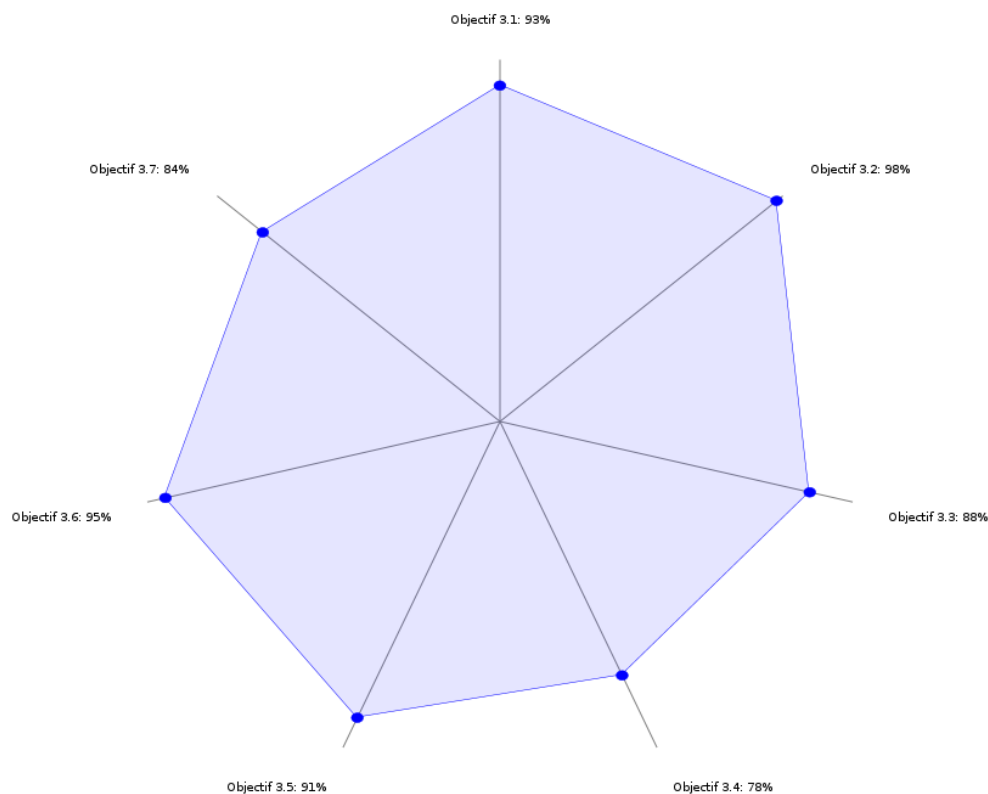 Objectif 3.1: 93%
Objectif 3.7: 84%
Objectif 3.2: 98%
Objectif 3.6: 95%
Objectif 3.3: 88%
Objectif 3.5: 91%
Objectif 3.4: 78%